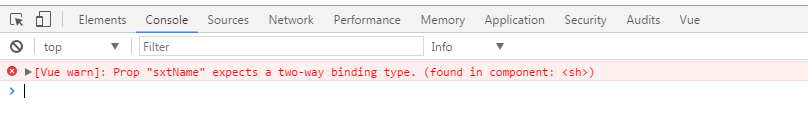 Elements Console Sources Network Performance Memory Application Security Audits Vue
top Filter Info
[Vue warn]: Prop "sxtName" expects a two-way binding type. (found in component: <sh>)